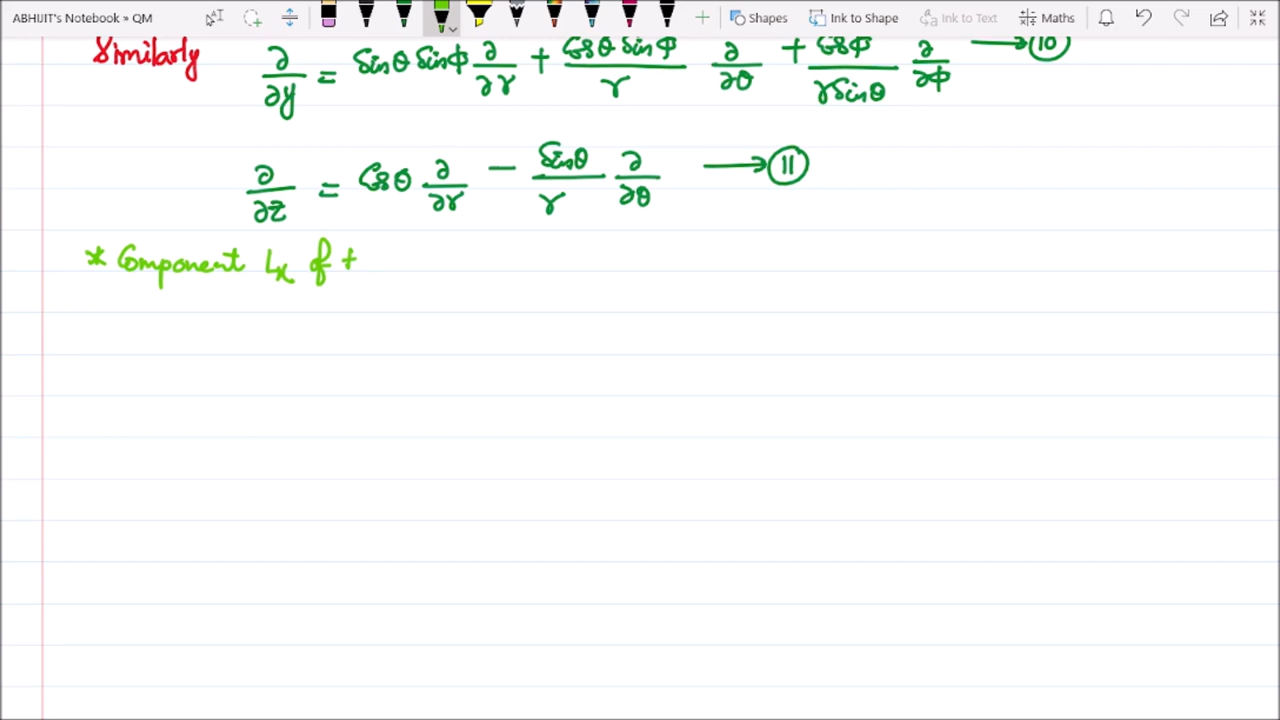 ABHIJIT's Notebook » QM Shapes Ink to Shape Ink to Text Maths
Similarly ∂/∂y = Sinθ Sinϕ ∂/∂r + Cosθ Sinϕ/r ∂/∂θ + Cosϕ/rSinθ ∂/∂ϕ → 10
∂/∂z = Cosθ ∂/∂r − Sinθ/r ∂/∂θ → 11
* Component Lx of t